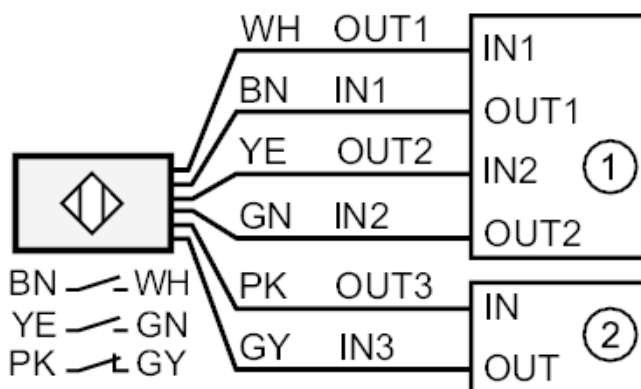 WH OUT1 IN1
BN IN1 OUT1
YE OUT2 IN2
①
GN IN2 OUT2
BN WH
PK OUT3 IN
YE GN
②
GY IN3 OUT
PK GY